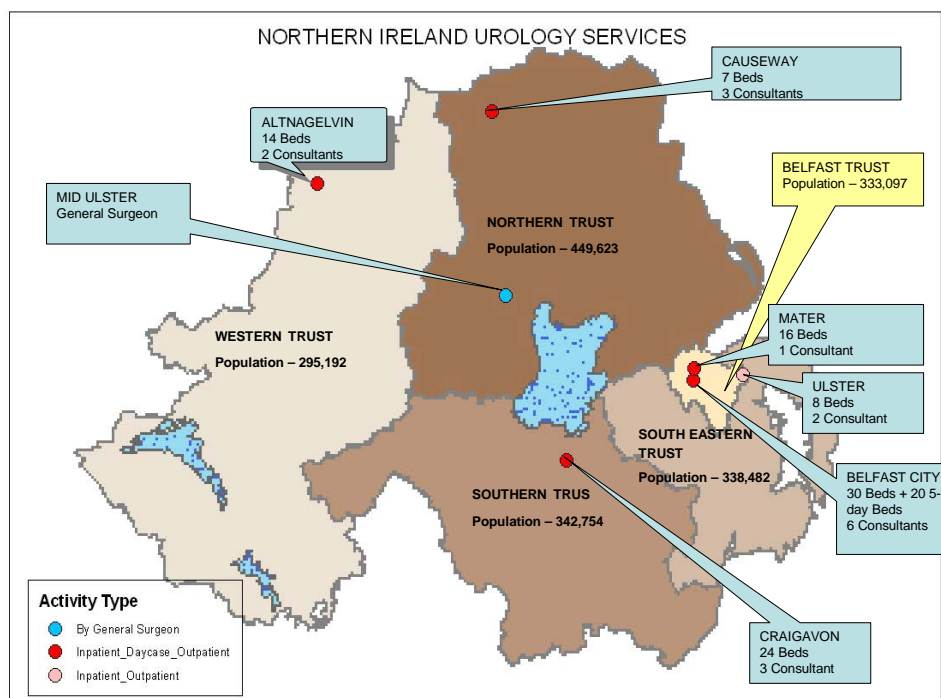 NORTHERN IRELAND UROLOGY SERVICES
CAUSEWAY
7 Beds
3 Consultants
ALTNAGELVIN
14 Beds
2 Consultants
BELFAST TRUST
Population – 333,097
MID ULSTER
General Surgeon
NORTHERN TRUST
Population – 449,623
MATER
16 Beds
1 Consultant
WESTERN TRUST
Population – 295,192
ULSTER
8 Beds
2 Consultant
SOUTH EASTERN
TRUST
Population – 338,482
BELFAST CITY
30 Beds + 20 5-
day Beds
6 Consultants
SOUTHERN TRUS
Population – 342,754
CRAIGAVON
24 Beds
3 Consultant
Activity Type
By General Surgeon
Inpatient_Daycase_Outpatient
Inpatient_Outpatient